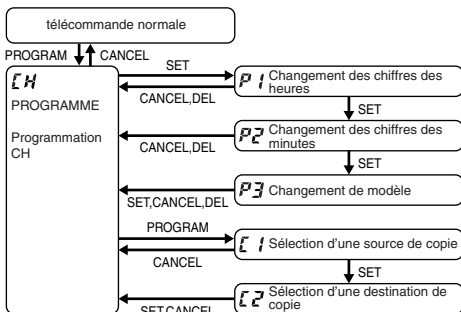 télécommande normale
PROGRAM CANCEL
CH
PROGRAMME
Programmation
CH
SET
P1 Changement des chiffres des
heures
CANCEL,DEL
SET
P2 Changement des chiffres des
minutes
CANCEL,DEL
SET
P3 Changement de modèle
SET,CANCEL,DEL
PROGRAM
C1 Sélection d'une source de copie
CANCEL
SET
C2 Sélection d'une destination de
copie
SET,CANCEL